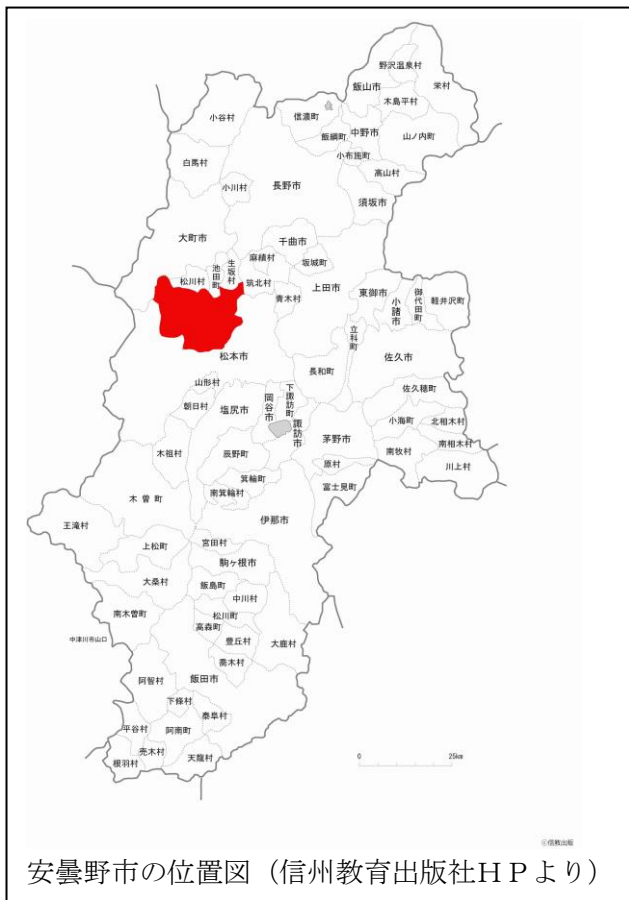 野沢温泉村
栄村
飯山市
小谷村
信濃町
木島平村
飯綱町
中野市
山ノ内町
小布施町
白馬村
高山村
小川村
長野市
須坂市
大町市
千曲市
麻績村
坂城町
生坂村
池田町
松川村
筑北村
上田市
青木村
東御市
小諸市
御代田町
軽井沢町
立科町
松本市
佐久市
長和町
山形村
佐久穂町
朝日村
塩尻市
岡谷市
下諏訪町
諏訪市
茅野市
小海町
北相木村
南相木村
木祖村
辰野町
原村
南牧村
川上村
箕輪町
富士見町
南箕輪村
木曽町
伊那市
王滝村
上松町
宮田村
駒ヶ根市
大桑村
飯島町
中川村
南木曽町
松川町
高森町
中津川市山口
豊丘村
大鹿村
喬木村
阿智村
飯田市
下條村
泰阜村
平谷村
阿南町
売木村
根羽村
天龍村
0 25km
©信教出版
安曇野市の位置図（信州教育出版社ＨＰより）